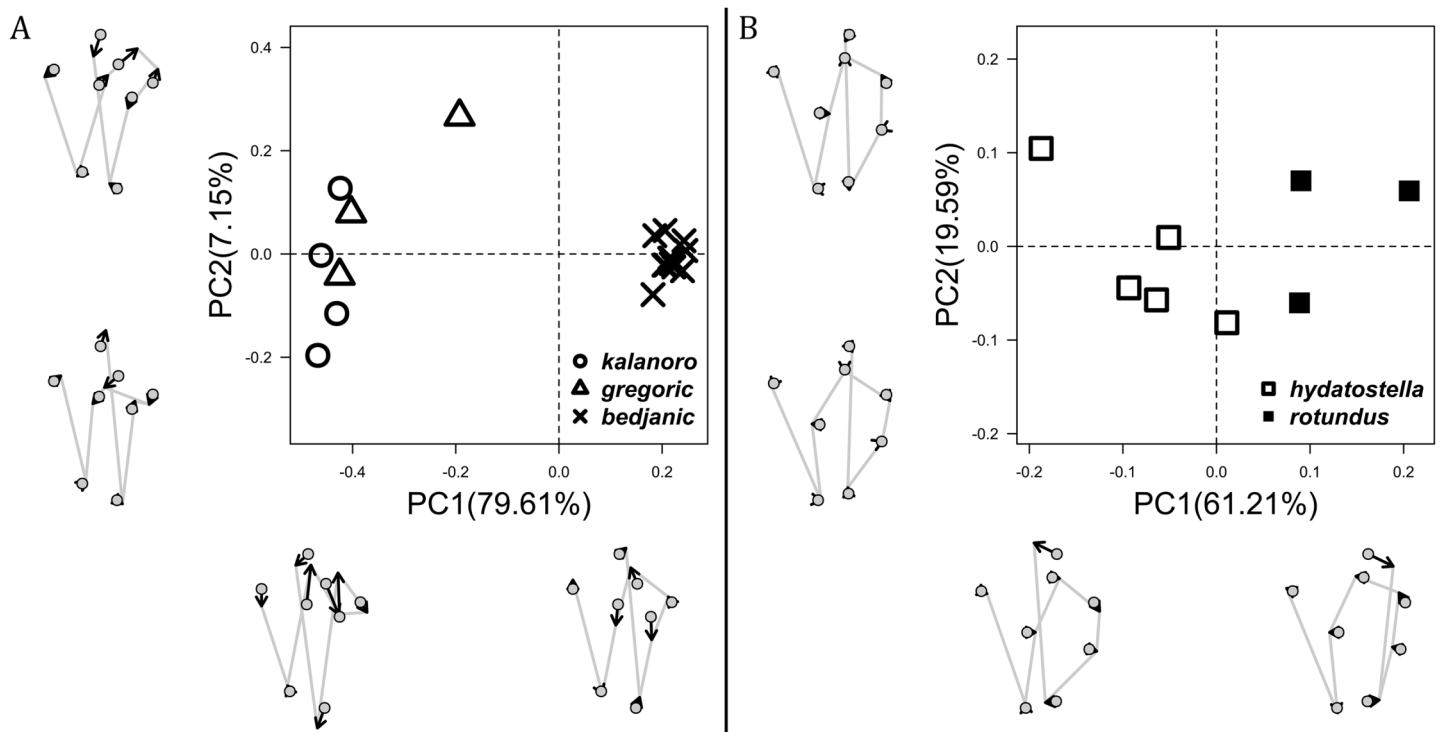 A
0.4
0.2
0.0
-0.2
PC2(7.15%)
kalanoro
gregoric
bedjanic
-0.4
-0.2
0.0
0.2
PC1(79.61%)
B
0.2
0.1
0.0
-0.1
-0.2
PC2(19.59%)
hydatostella
rotundus
-0.2
-0.1
0.0
0.1
0.2
PC1(61.21%)